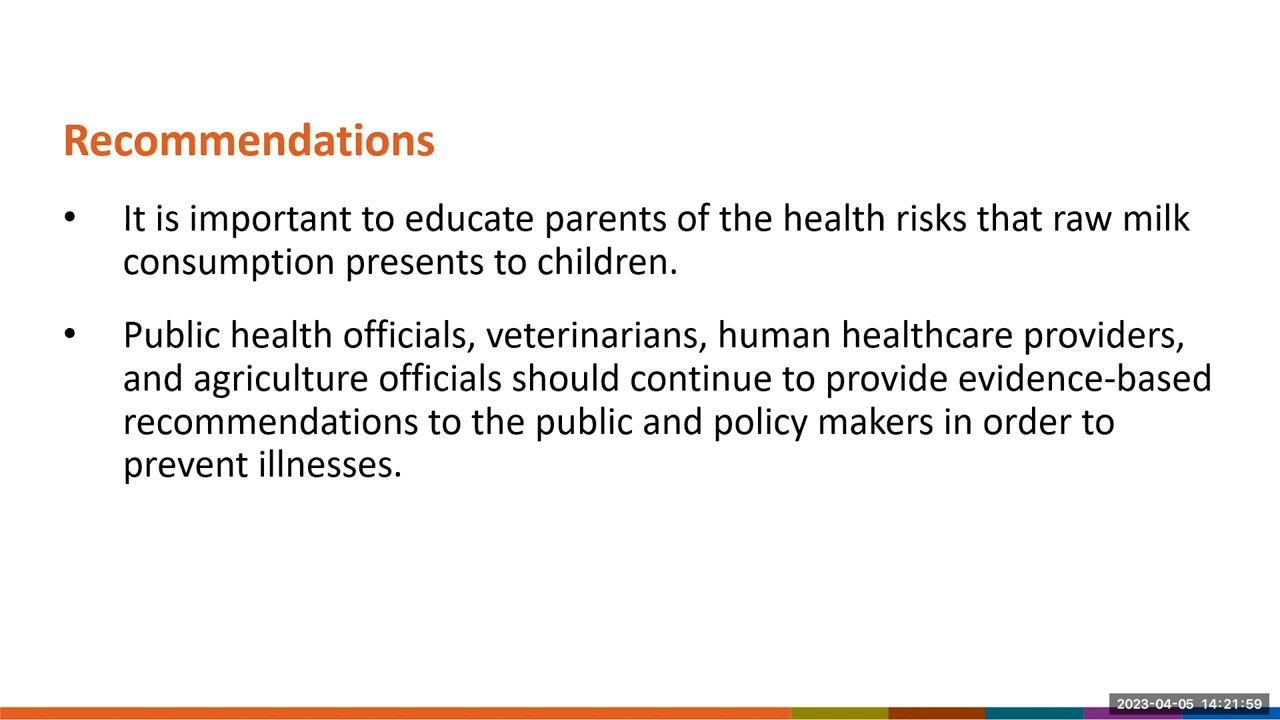 Recommendations
• It is important to educate parents of the health risks that raw milk
consumption presents to children.
• Public health officials, veterinarians, human healthcare providers,
and agriculture officials should continue to provide evidence-based
recommendations to the public and policy makers in order to
prevent illnesses.
2023-04-05 14:21:59